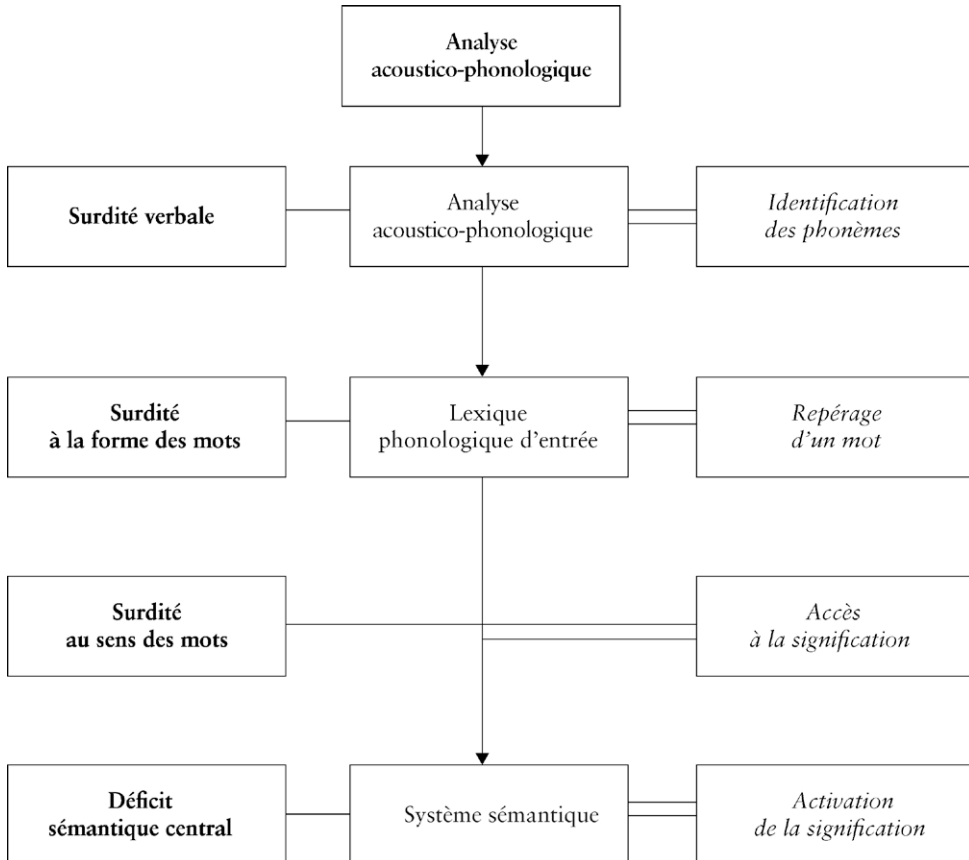 Analyse
acoustico-phonologique
Surdité verbale
Analyse
acoustico-phonologique
Identification
des phonèmes
Surdité
à la forme des mots
Lexique
phonologique d'entrée
Repérage
d'un mot
Surdité
au sens des mots
Accès
à la signification
Déficit
sémantique central
Système sémantique
Activation
de la signification